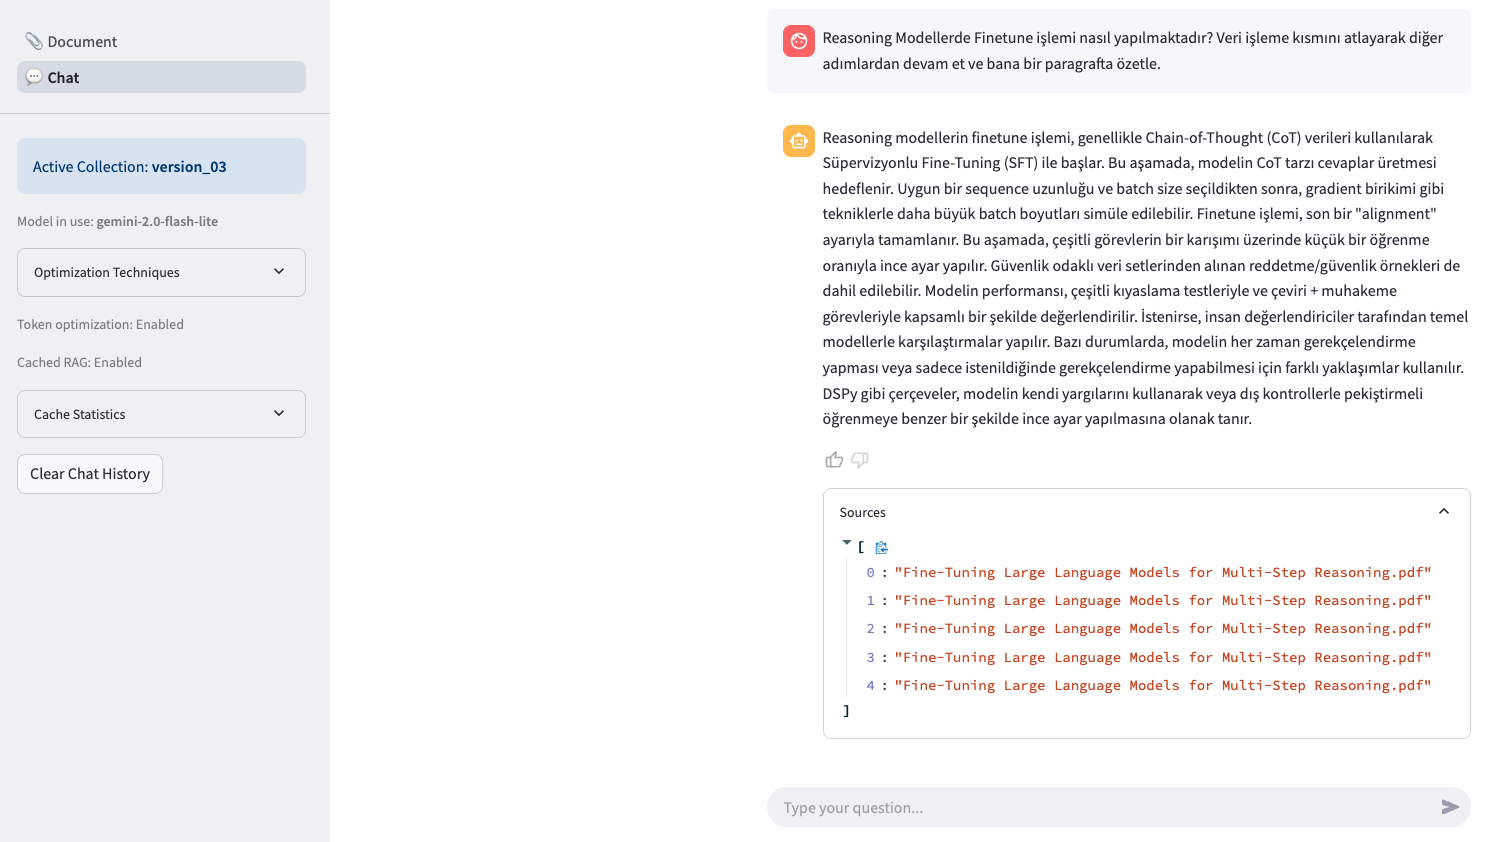 Document
Chat
Active Collection: version_03
Model in use: gemini-2.0-flash-lite
Optimization Techniques
Token optimization: Enabled
Cached RAG: Enabled
Cache Statistics
Clear Chat History
Reasoning Modellerde Finetune işlemi nasıl yapılmaktadır? Veri işleme kısmını atlayarak diğer
adımlardan devam et ve bana bir paragrafta özetle.
Reasoning modellerin finetune işlemi, genellikle Chain-of-Thought (CoT) verileri kullanılarak
Süpervizyonlu Fine-Tuning (SFT) ile başlar. Bu aşamada, modelin CoT tarzı cevaplar üretmesi
hedeflenir. Uygun bir sequence uzunluğu ve batch size seçildikten sonra, gradient birikimi gibi
tekniklerle daha büyük batch boyutları simüle edilebilir. Finetune işlemi, son bir "alignment"
ayarıyla tamamlanır. Bu aşamada, çeşitli görevlerin bir karışımı üzerinde küçük bir öğrenme
oranıyla ince ayar yapılır. Güvenlik odaklı veri setlerinden alınan reddetme/güvenlik örnekleri de
dahil edilebilir. Modelin performansı, çeşitli kıyaslama testleriyle ve çeviri + muhakeme
görevleriyle kapsamlı bir şekilde değerlendirilir. İstenirse, insan değerlendiriciler tarafından temel
modellerle karşılaştırmalar yapılır. Bazı durumlarda, modelin her zaman gerekçelendirme
yapması veya sadece istenildiğinde gerekçelendirme yapabilmesi için farklı yaklaşımlar kullanılır.
DSPy gibi çerçeveler, modelin kendi yargılarını kullanarak veya dış kontrollerle pekiştirmeli
öğrenmeye benzer bir şekilde ince ayar yapılmasına olanak tanır.
Sources
[
0 : "Fine-Tuning Large Language Models for Multi-Step Reasoning.pdf"
1 : "Fine-Tuning Large Language Models for Multi-Step Reasoning.pdf"
2 : "Fine-Tuning Large Language Models for Multi-Step Reasoning.pdf"
3 : "Fine-Tuning Large Language Models for Multi-Step Reasoning.pdf"
4 : "Fine-Tuning Large Language Models for Multi-Step Reasoning.pdf"
]
Type your question...